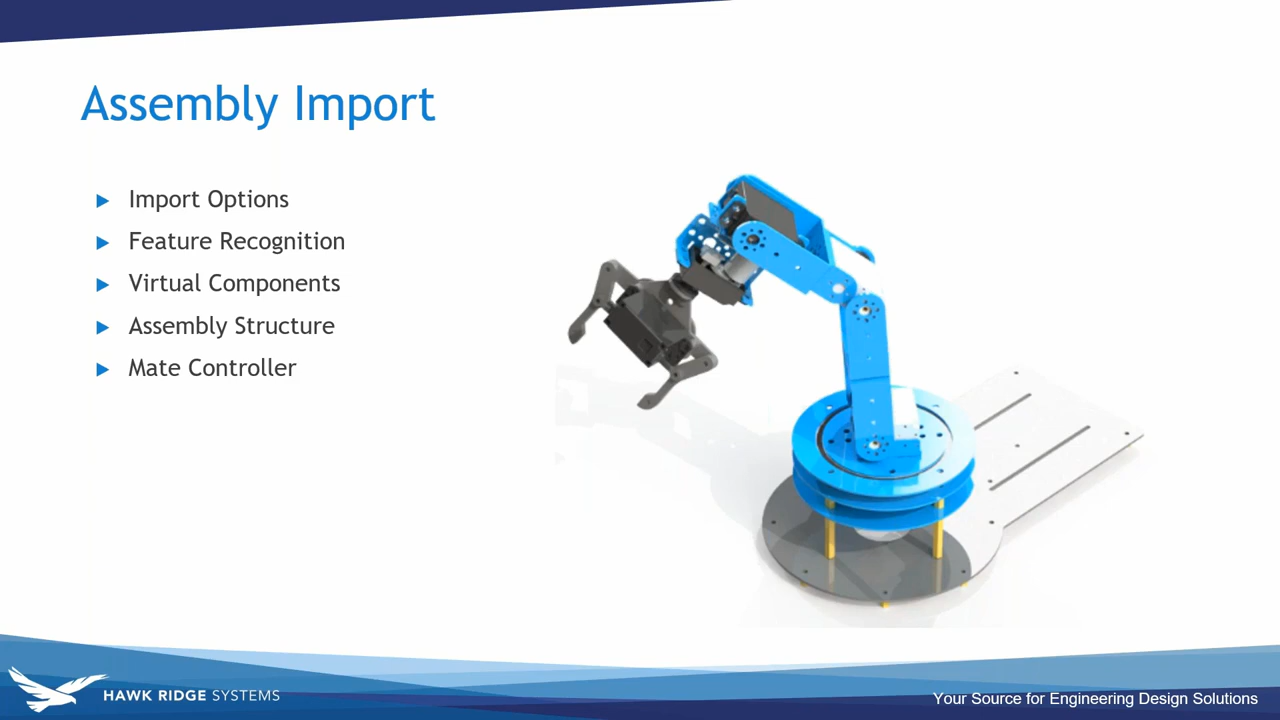 Assembly Import
Import Options
Feature Recognition
Virtual Components
Assembly Structure
Mate Controller
HAWK RIDGE SYSTEMS
Your Source for Engineering Design Solutions